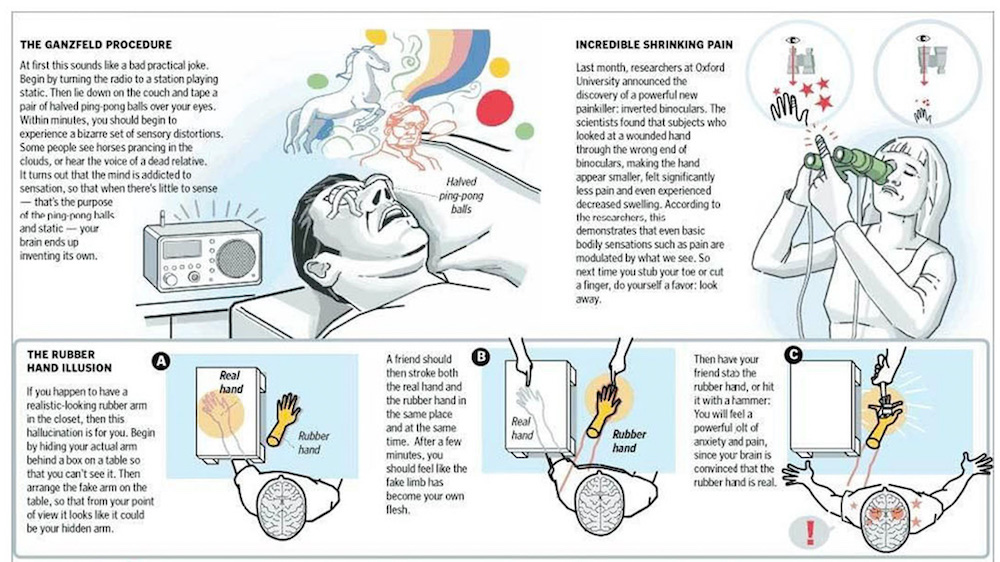 THE GANZFELD PROCEDURE
At first this sounds like a bad practical joke.
Begin by turning the radio to a station playing
static. Then lie down on the couch and tape a
pair of halved ping-pong balls over your eyes.
Within minutes, you should begin to
experience a bizarre set of sensory distortions.
Some people see horses prancing in the
clouds, or hear the voice of a dead relative.
It turns out that the mind is addicted to
sensation, so that when there's little to sense
— that's the purpose
of the ping-pong balls
and static — your
brain ends up
inventing its own.
Halved
ping-pong
balls
INCREDIBLE SHRINKING PAIN
Last month, researchers at Oxford
University announced the
discovery of a powerful new
painkiller: inverted binoculars. The
scientists found that subjects who
looked at a wounded hand
through the wrong end of
binoculars, making the hand
appear smaller, felt significantly
less pain and even experienced
decreased swelling. According to
the researchers, this
demonstrates that even basic
bodily sensations such as pain are
modulated by what we see. So
next time you stub your toe or cut
a finger, do yourself a favor: look
away.
THE RUBBER
HAND ILLUSION
If you happen to have a
realistic-looking rubber arm
in the closet, then this
hallucination is for you. Begin
by hiding your actual arm
behind a box on a table so
that you can't see it. Then
arrange the fake arm on the
table, so that from your point
of view it looks like it could
be your hidden arm.
A
Real
hand
Rubber
hand
A friend should
then stroke both
the real hand and
the rubber hand in
the same place
and at the same
time. After a few
minutes, you
should feel like the
fake limb has
become your own
flesh.
B
Real
hand
Rubber
hand
Then have your
friend stab the
rubber hand, or hit
it with a hammer:
You will feel a
powerful jolt of
anxiety and pain,
since your brain is
convinced that the
rubber hand is real.
C
!